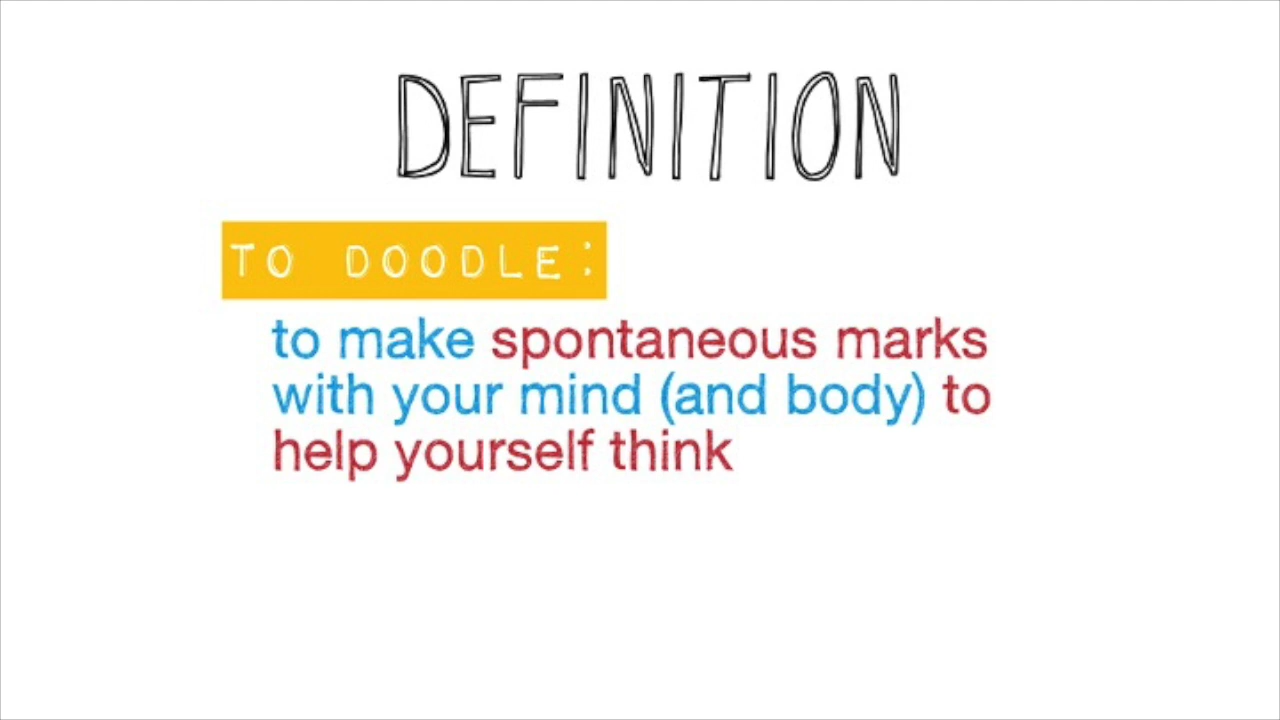 DEFINITION
TO DOODLE:
to make spontaneous marks
with your mind (and body) to
help yourself think